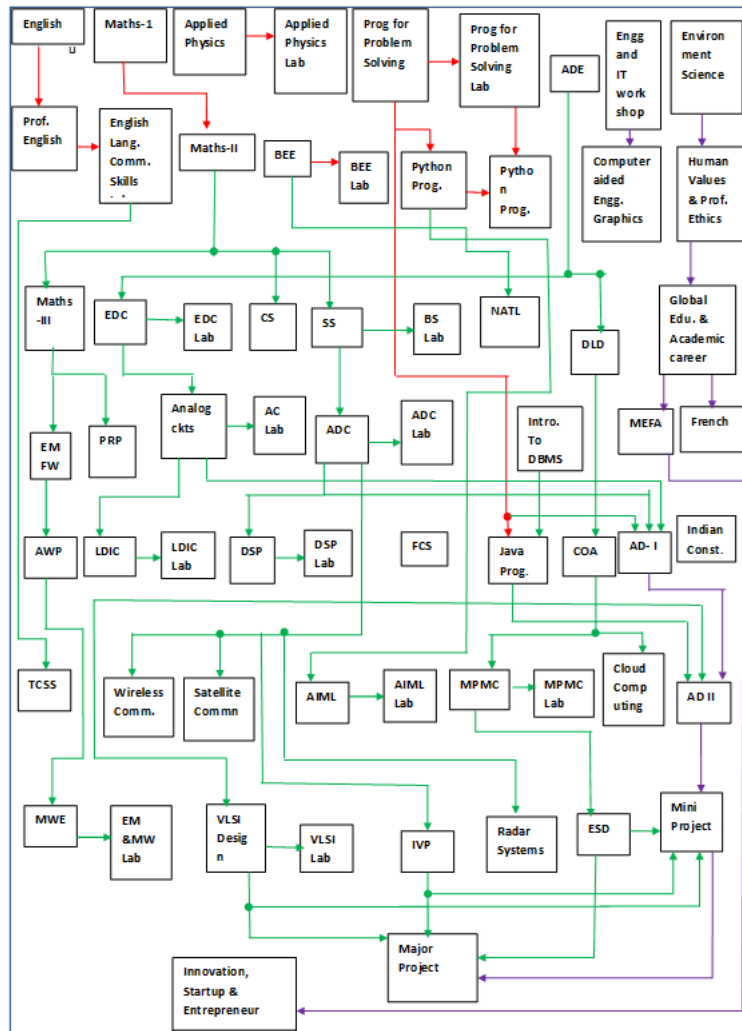 English
u
Maths-1
Applied
Physics
Applied
Physics
Lab
Prog for
Problem
Solving
Prog for
Problem
Solving
Lab
ADE
Engg
and IT
work
shop
Environ
ment
Science
Prof.
English
English
Lang.
Comm.
Skills
Maths-II
BEE
BEE
Lab
Python
Prog.
Pytho
n
Prog.
Computer
aided
Engg.
Graphics
Human
Values
& Prof.
Ethics
Maths
-III
EDC
EDC
Lab
CS
SS
BS
Lab
NATL
DLD
Global
Edu. &
Academic
career
EM
FW
PRP
Analog
ckts
AC
Lab
ADC
ADC
Lab
Intro.
To
DBMS
MEFA
French
AWP
LDIC
LDIC
Lab
DSP
DSP
Lab
FCS
Java
Prog.
COA
AD- I
Indian
Const.
TCSS
Wireless
Comm.
Satellite
Commn
AIML
AIML
Lab
MPMC
MPMC
Lab
Cloud
Comp
uting
AD II
MWE
EM
&MW
Lab
VLSI
Desig
n
VLSI
Lab
IVP
Radar
Systems
ESD
Mini
Project
Major
Project
Innovation,
Startup &
Entrepreneur